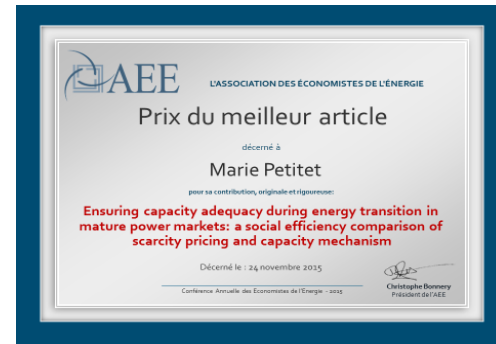 AEE
L'ASSOCIATION DES ÉCONOMISTES DE L'ÉNERGIE
Prix du meilleur article
décerné à
Marie Petitet
pour sa contribution, originale et rigoureuse:
Ensuring capacity adequacy during energy transition in
mature power markets: a social efficiency comparison of
scarcity pricing and capacity mechanism
Décerné le : 24 novembre 2015
Conférence Annuelle des Economistes de l'Energie - 2015
Christophe Bonnery
Président de l'AEE